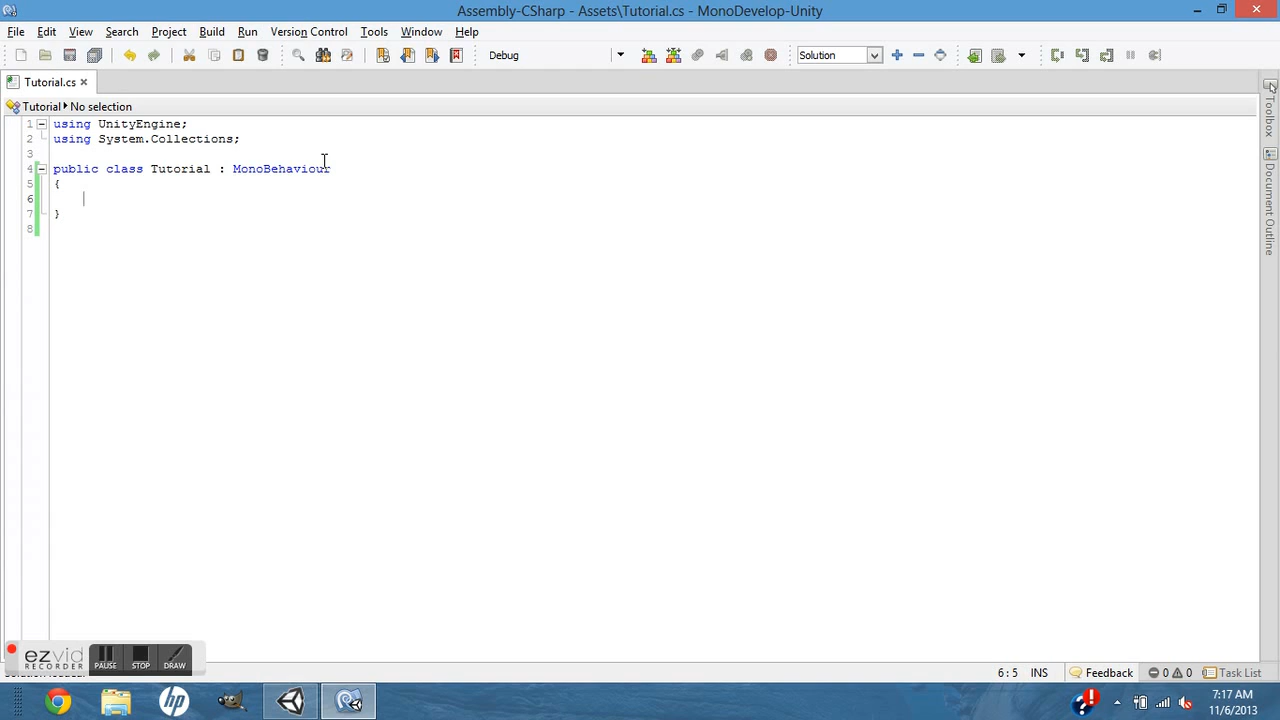 Assembly-CSharp - Assets\Tutorial.cs - MonoDevelop-Unity
File Edit View Search Project Build Run Version Control Tools Window Help
Debug Solution
Tutorial.cs
Tutorial No selection
1 using UnityEngine;
2 using System.Collections;
3
4 public class Tutorial : MonoBehaviour
5 {
6
7 }
8
Toolbox
Document Outline
ezvid
RECORDER
PAUSE STOP DRAW
6 : 5 INS Feedback 0 0 Task List
7:17 AM
11/6/2013